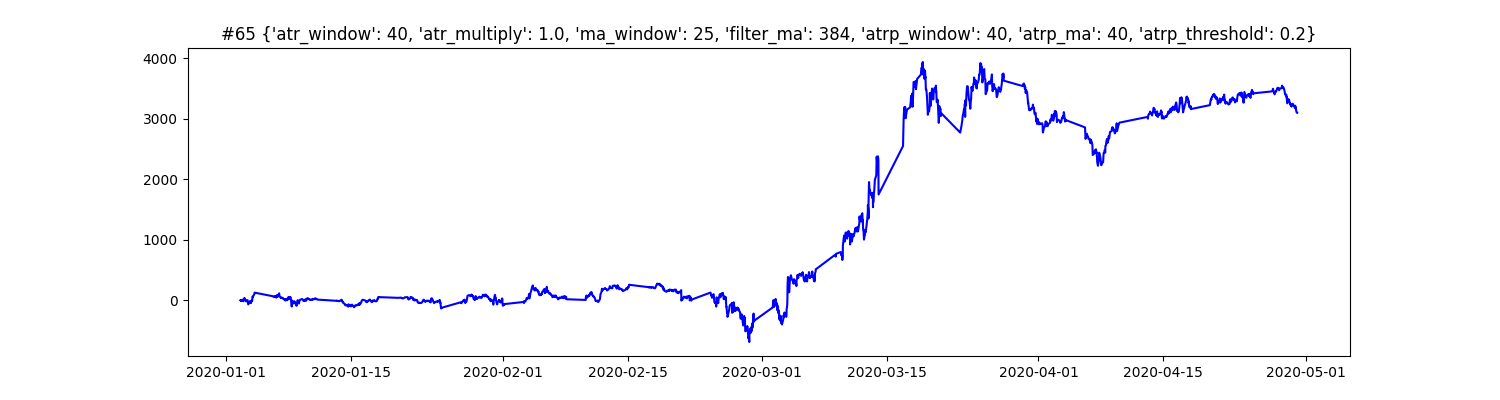 #65 {'atr_window': 40, 'atr_multiply': 1.0, 'ma_window': 25, 'filter_ma': 384, 'atrp_window': 40, 'atrp_ma': 40, 'atrp_threshold': 0.2}
4000
3000
2000
1000
0
2020-01-01 2020-01-15 2020-02-01 2020-02-15 2020-03-01 2020-03-15 2020-04-01 2020-04-15 2020-05-01